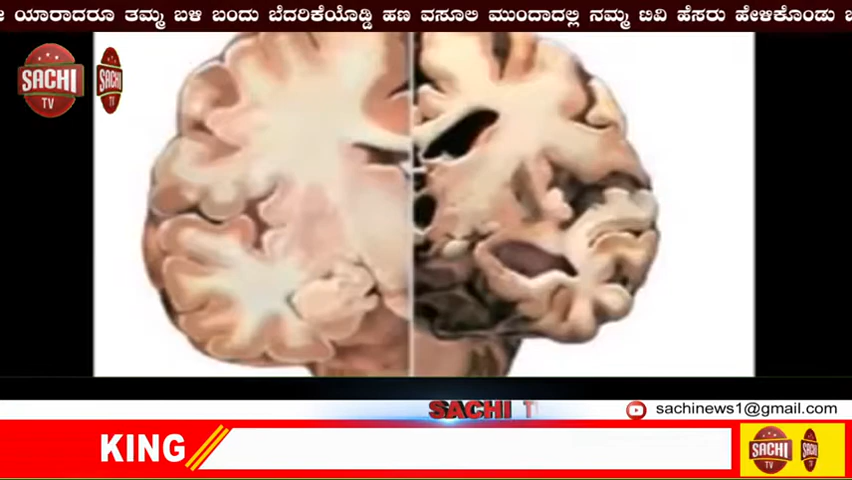 ಯಾರಾದರೂ ತಮ್ಮ ಬಳಿ ಬಂದು ಬೆದರಿಕೆಯೊಡ್ಡಿ ಹಣ ವಸೂಲಿ ಮುಂದಾದಲ್ಲಿ ನಮ್ಮ ಟಿವಿ ಹೆಸರು ಹೇಳಿಕೊಂಡು
SACHI
TV
SACHI
TV
SACHI T
sachinews1@gmail.com
KING
SACHI
TV
SACHI
TV